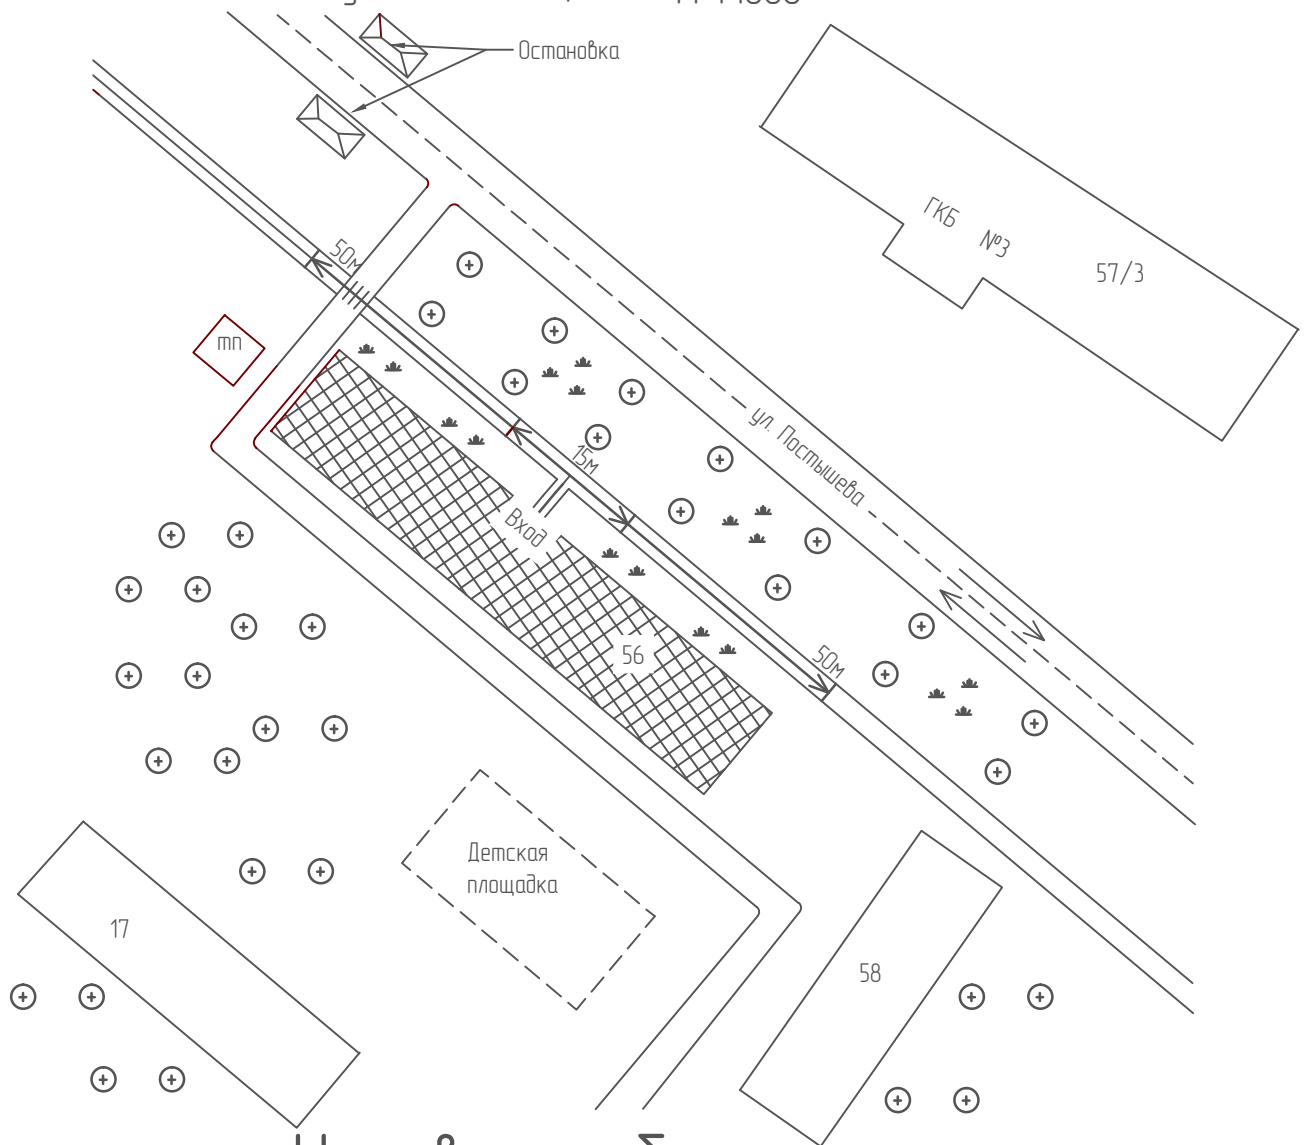 Остановка
ГКБ №3
57/3
50м
тп
ул. Постышева
15м
Вход
56
50м
Детская
площадка
17
58